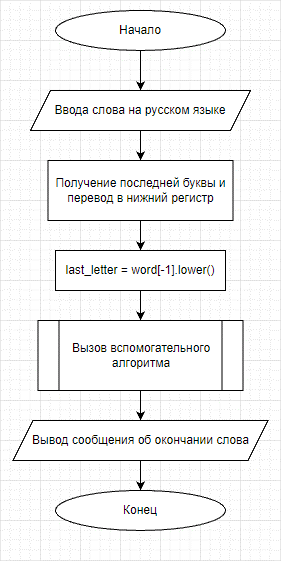 Начало
Ввода слова на русском языке
Получение последней буквы и
перевод в нижний регистр
last_letter = word[-1].lower()
Вызов вспомогательного
алгоритма
Вывод сообщения об окончании слова
Конец